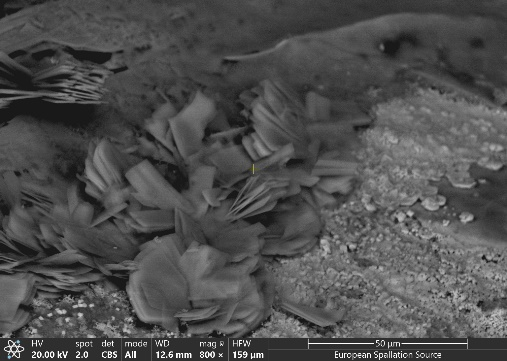 HV spot det mode WD mag HFW 50 µm
20.00 kV 2.0 CBS All 12.6 mm 800 × 159 µm European Spallation Source